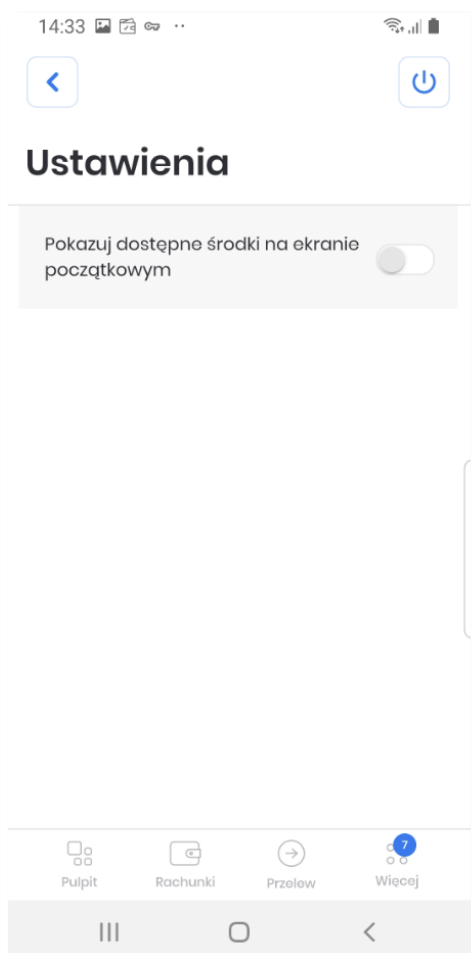 14:33
Ustawienia
Pokazuj dostępne środki na ekranie
początkowym
7
Pulpit Rachunki Przelew Więcej